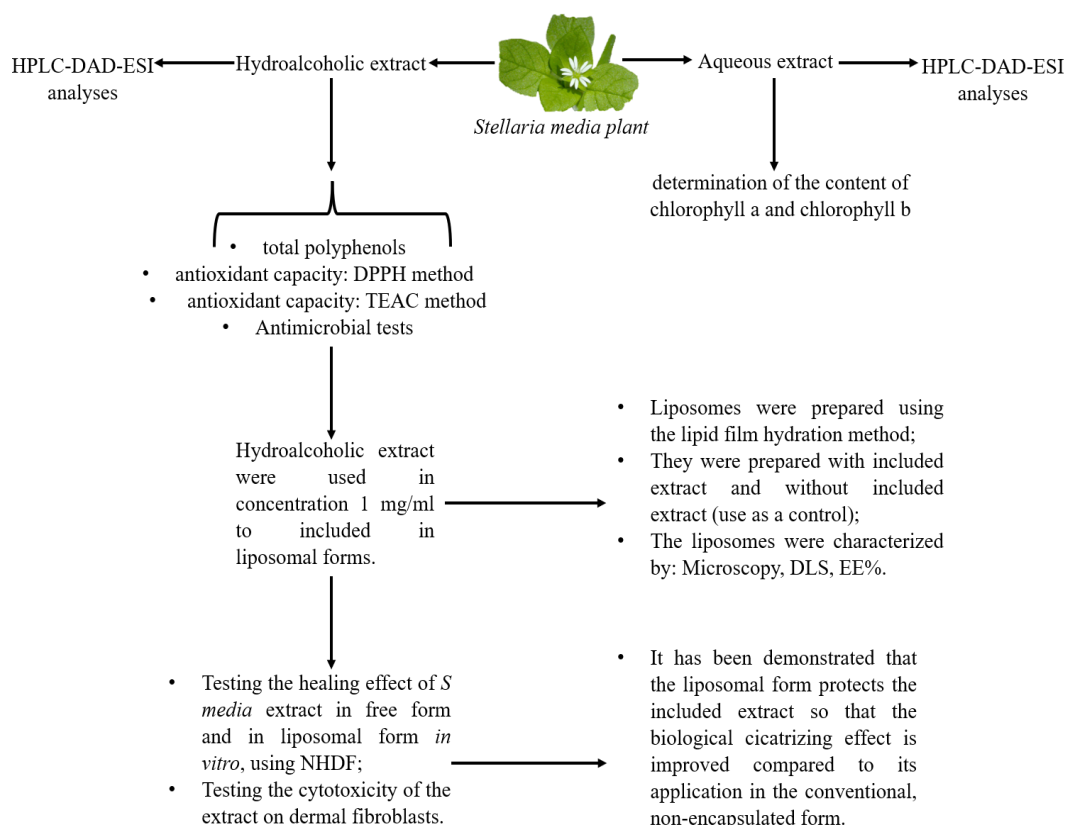 HPLC-DAD-ESI
analyses
Hydroalcoholic extract
Stellaria media plant
Aqueous extract
HPLC-DAD-ESI
analyses
determination of the content of
chlorophyll a and chlorophyll b
• total polyphenols
• antioxidant capacity: DPPH method
• antioxidant capacity: TEAC method
• Antimicrobial tests
Hydroalcoholic extract
were used in
concentration 1 mg/ml
to included in
liposomal forms.
• Liposomes were prepared using
the lipid film hydration method;
• They were prepared with included
extract and without included
extract (use as a control);
• The liposomes were characterized
by: Microscopy, DLS, EE%.
• Testing the healing effect of S
media extract in free form
and in liposomal form in
vitro, using NHDF;
• Testing the cytotoxicity of the
extract on dermal fibroblasts.
• It has been demonstrated that
the liposomal form protects the
included extract so that the
biological cicatrizing effect is
improved compared to its
application in the conventional,
non-encapsulated form.